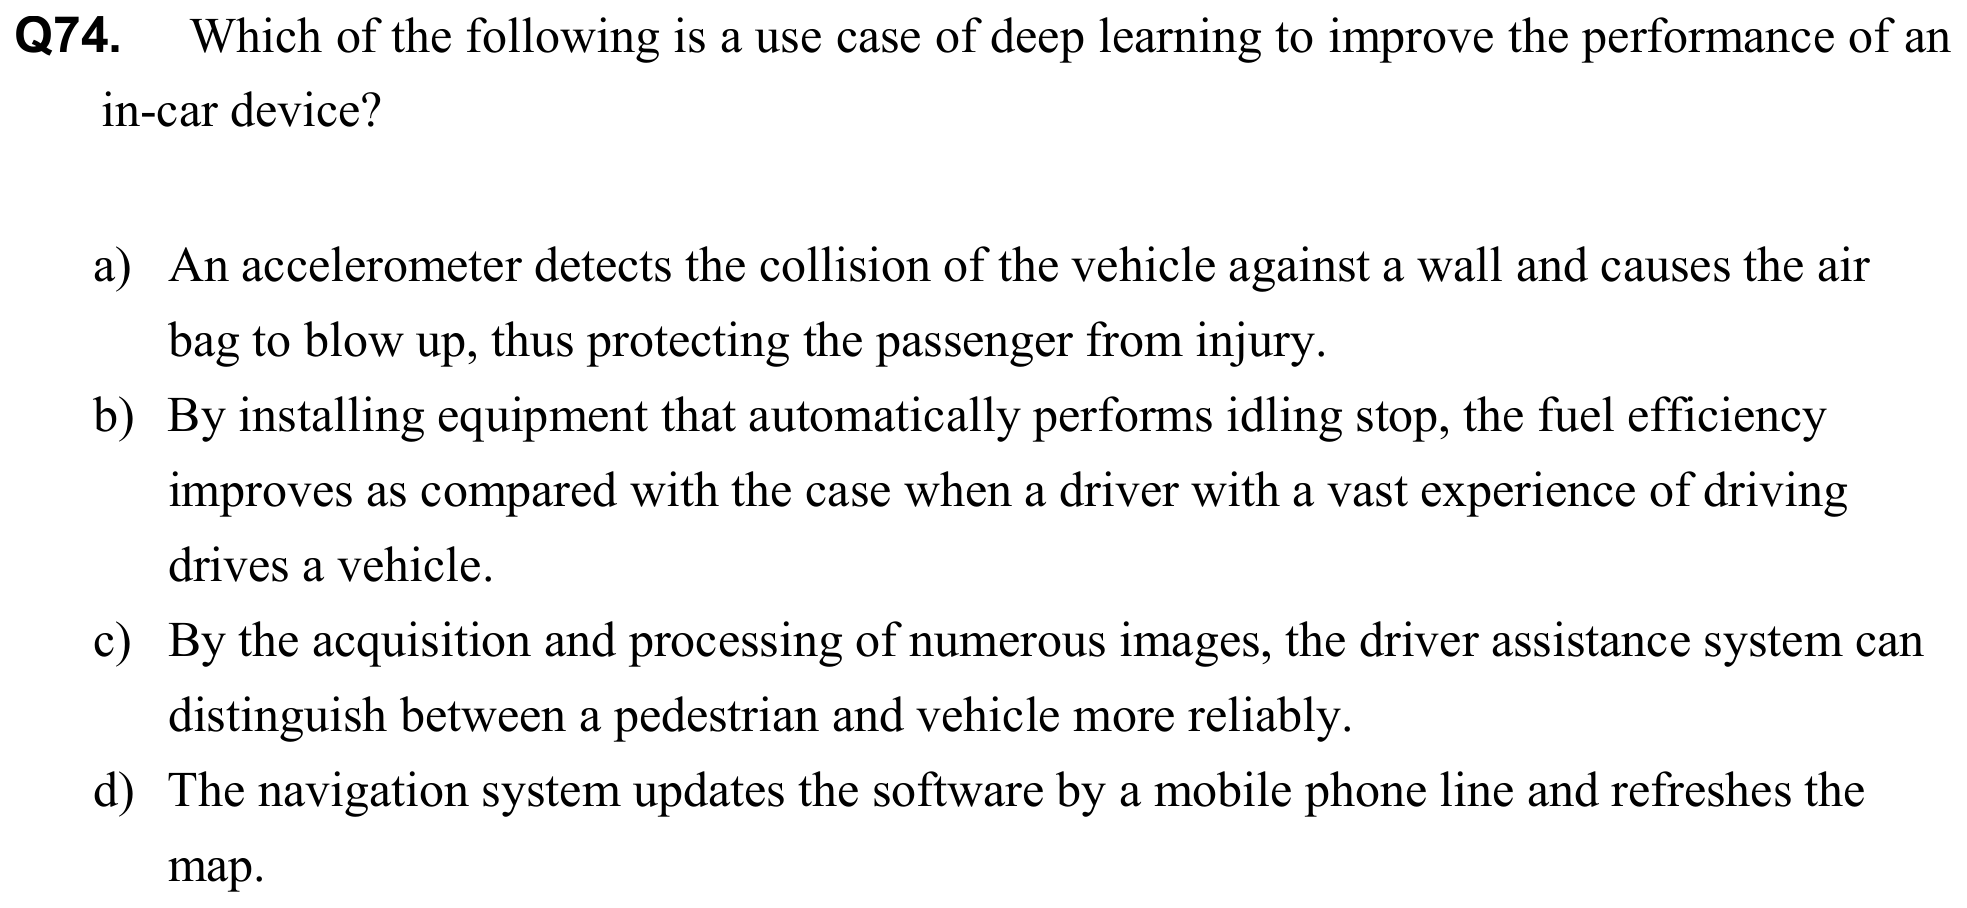 Q74. Which of the following is a use case of deep learning to improve the performance of an
in-car device?
a) An accelerometer detects the collision of the vehicle against a wall and causes the air
bag to blow up, thus protecting the passenger from injury.
b) By installing equipment that automatically performs idling stop, the fuel efficiency
improves as compared with the case when a driver with a vast experience of driving
drives a vehicle.
c) By the acquisition and processing of numerous images, the driver assistance system can
distinguish between a pedestrian and vehicle more reliably.
d) The navigation system updates the software by a mobile phone line and refreshes the
map.